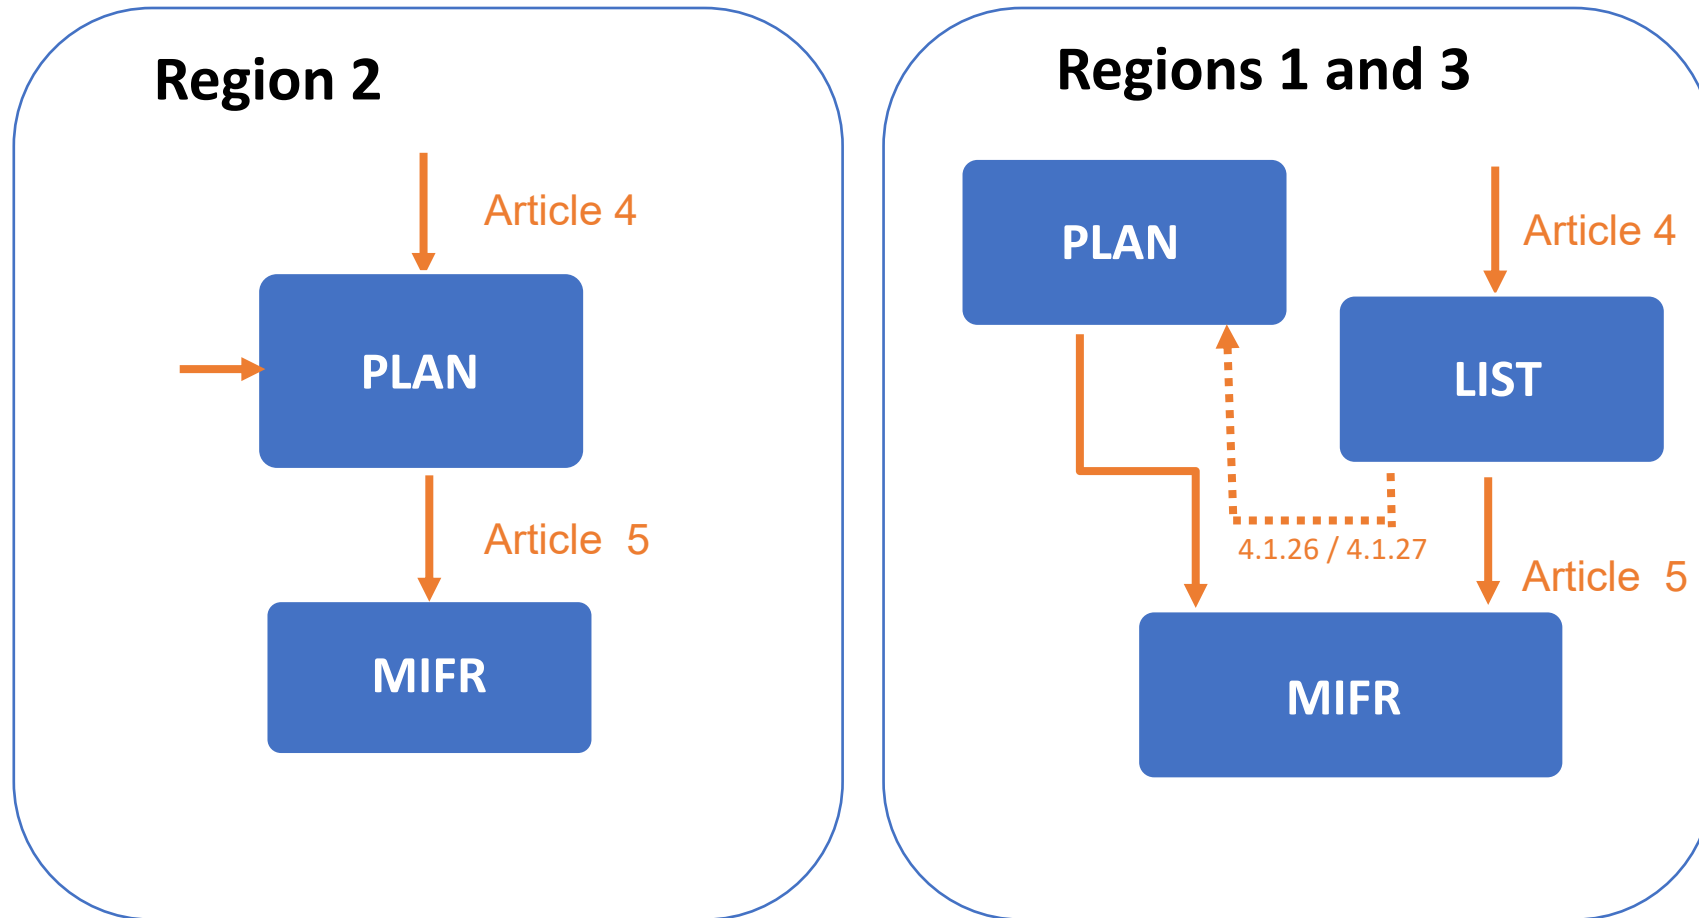 Region 2
Article 4
PLAN
Article 5
MIFR
Regions 1 and 3
PLAN
Article 4
LIST
4.1.26 / 4.1.27
Article 5
MIFR